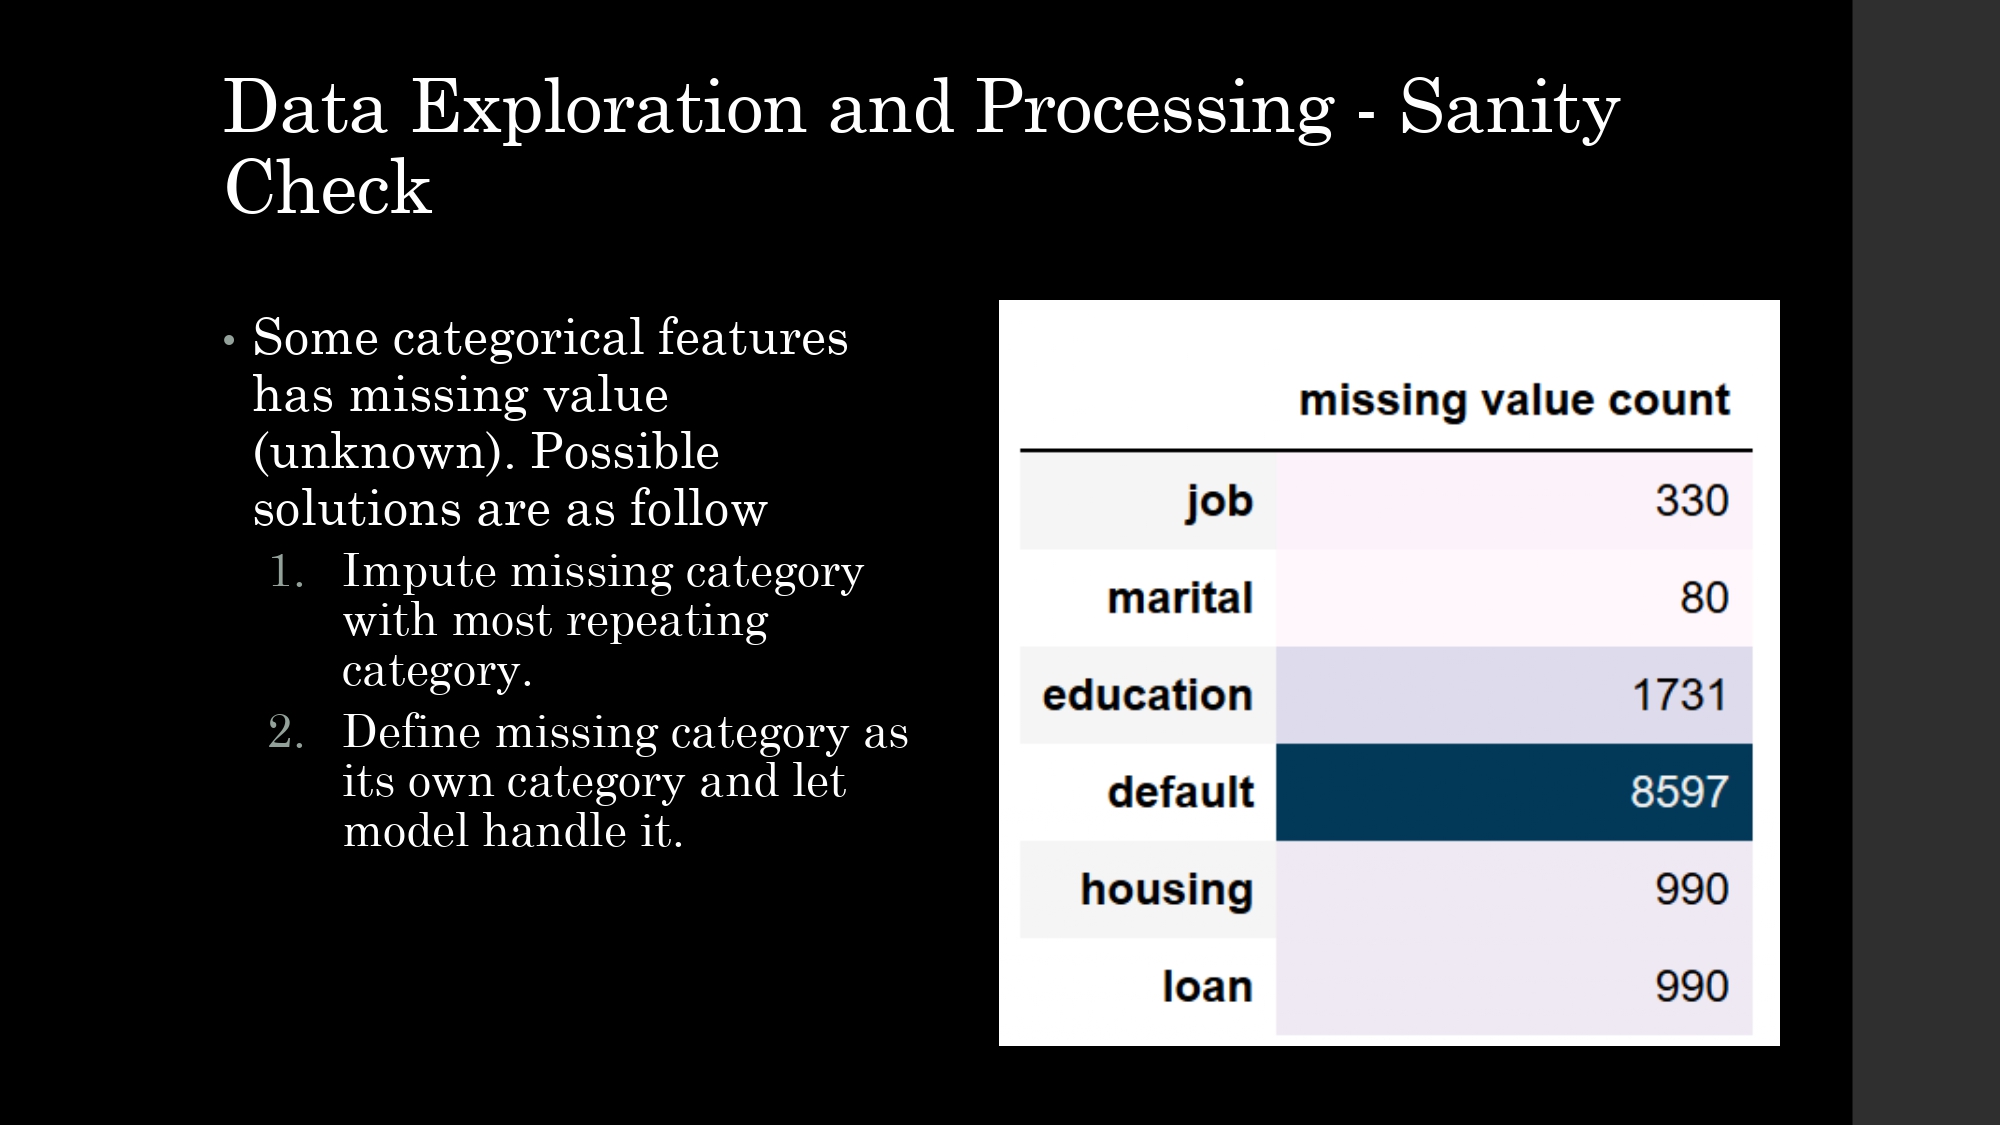 Data Exploration and Processing - Sanity
Check
• Some categorical features
has missing value
(unknown). Possible
solutions are as follow
1. Impute missing category
with most repeating
category.
2. Define missing category as
its own category and let
model handle it.
missing value count
job 330
marital 80
education 1731
default 8597
housing 990
loan 990